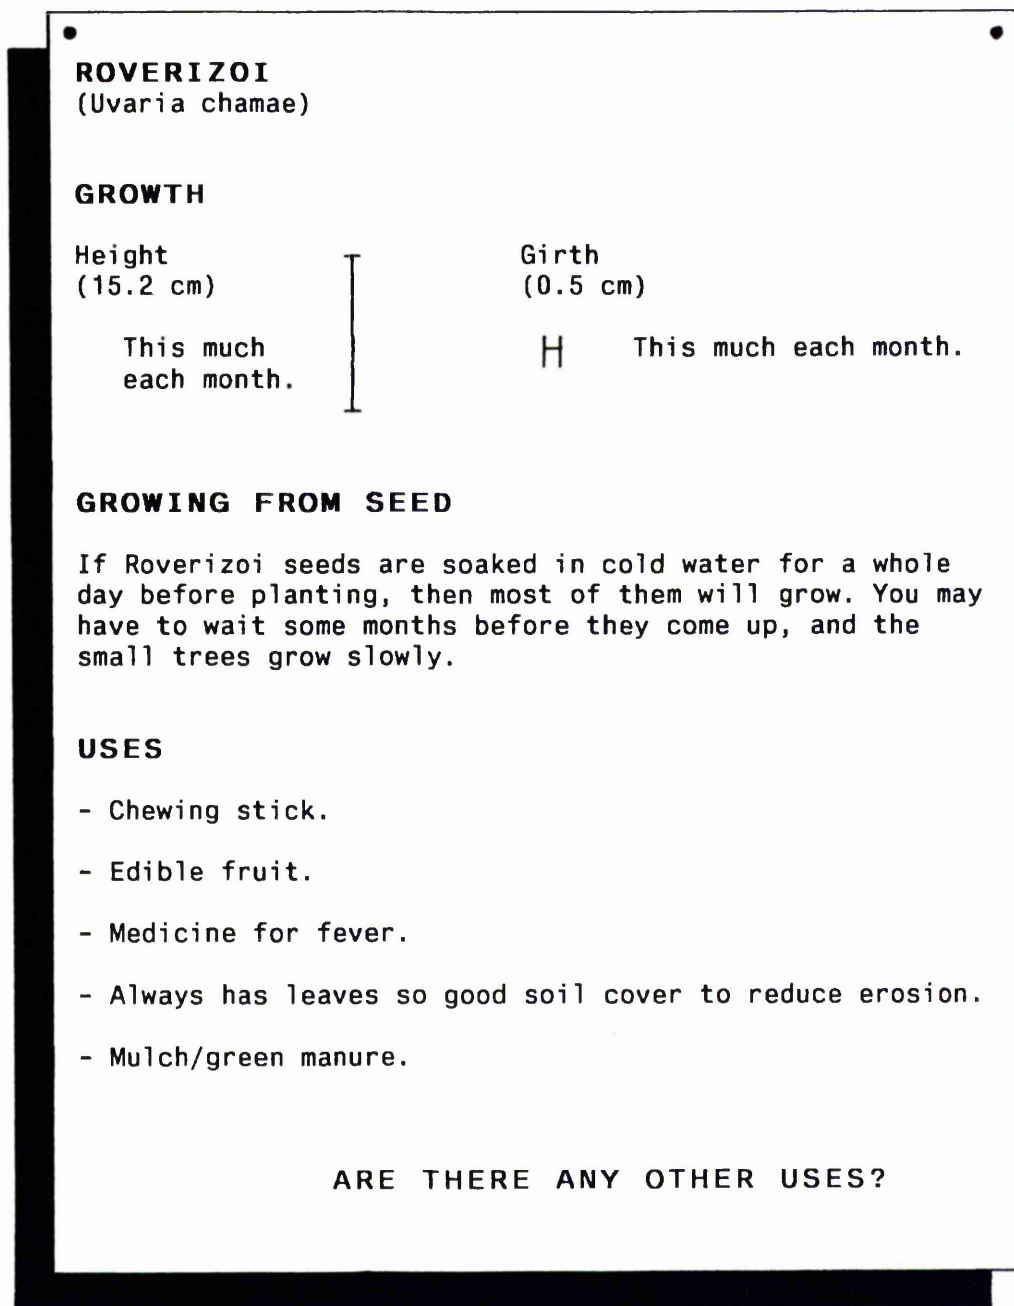 ROVERIZOI
(Uvaria chamae)
GROWTH
Height
(15.2 cm)
This much
each month.
Girth
(0.5 cm)
This much each month.
GROWING FROM SEED
If Roverizoi seeds are soaked in cold water for a whole
day before planting, then most of them will grow. You may
have to wait some months before they come up, and the
small trees grow slowly.
USES
- Chewing stick.
- Edible fruit.
- Medicine for fever.
- Always has leaves so good soil cover to reduce erosion.
- Mulch/green manure.
ARE THERE ANY OTHER USES?